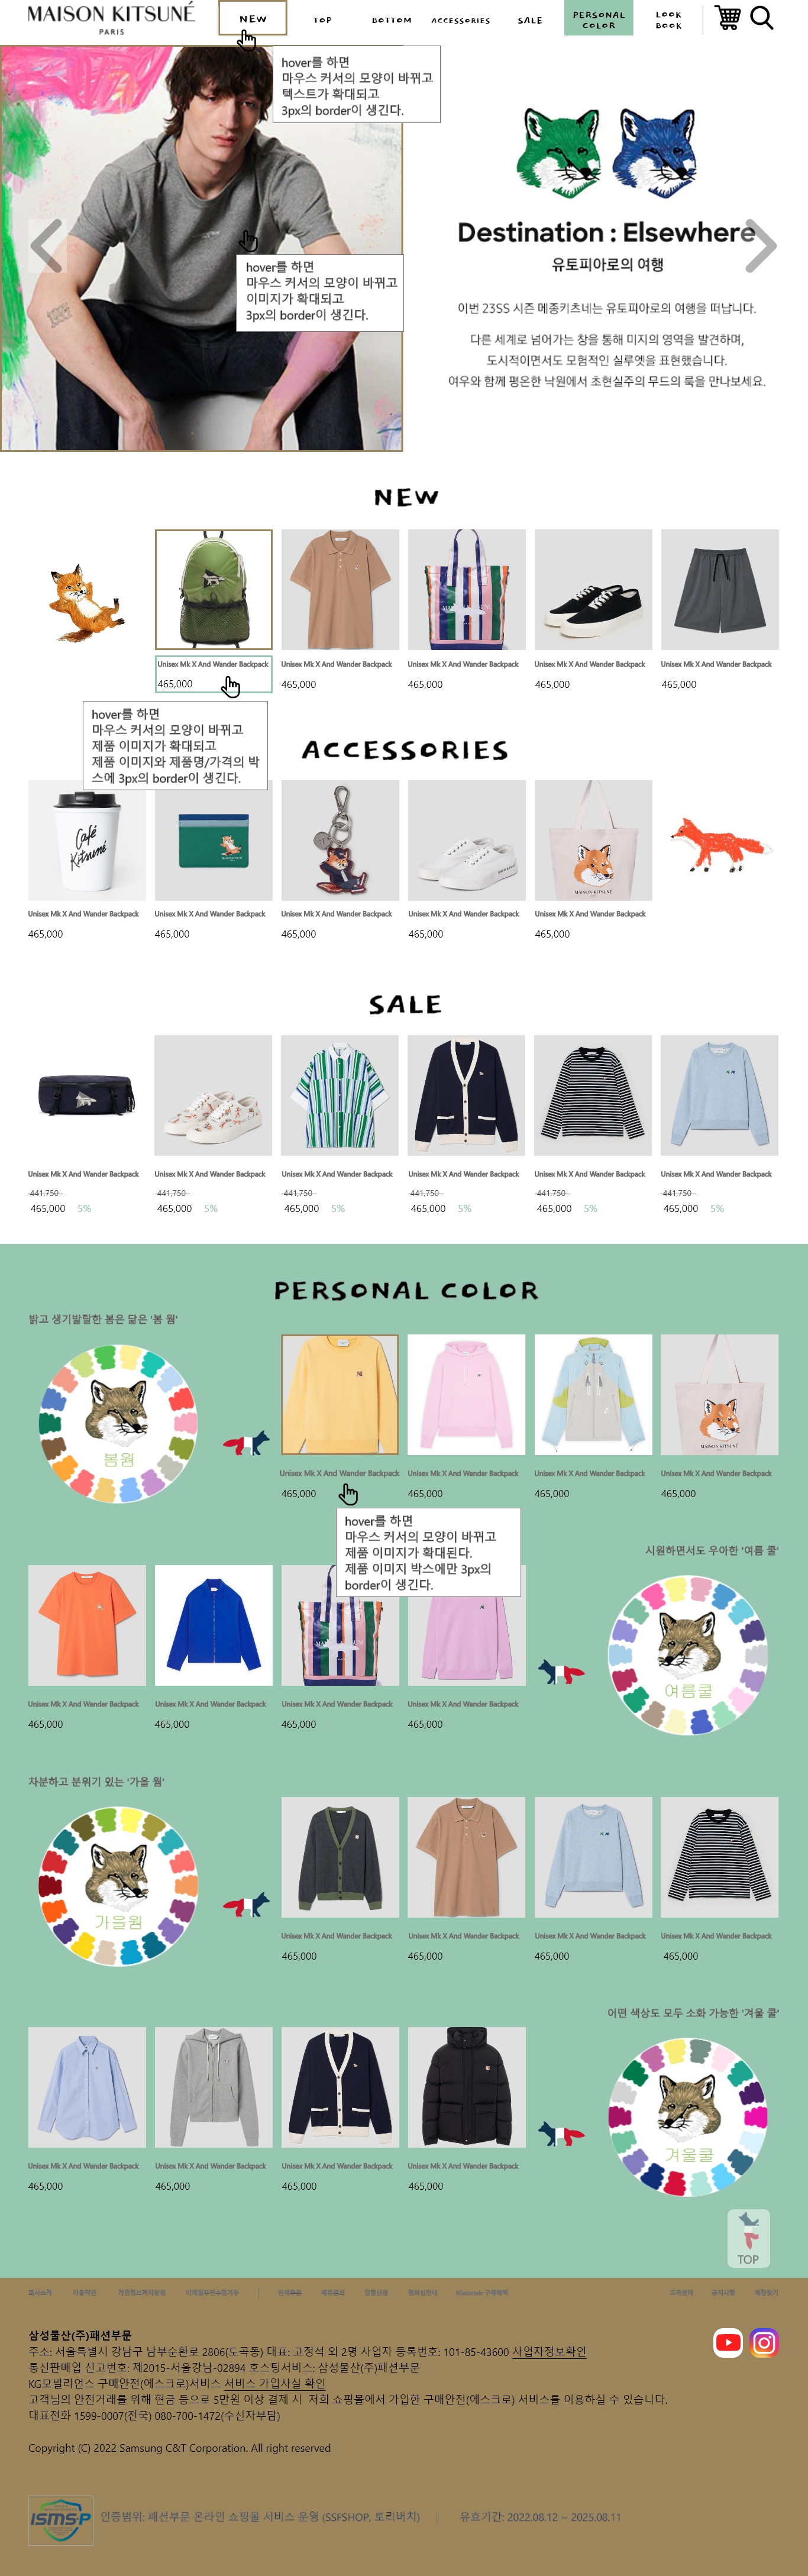 MAISON KITSUNÉ
PARIS
NEW
TOP
BOTTOM
ACCESSORIES
SALE
PERSONAL
COLOR
LOOK
BOOK
hover를 하면
마우스 커서의 모양이 바뀌고
텍스트가 확대되고
3px의 border이 생긴다.
hover를 하면
마우스 커서의 모양이 바뀌고
이미지가 확대되고
3px의 border이 생긴다.
Destination : Elsewhere
유토피아로의 여행
이번 23SS 시즌 메종키츠네는 유토피아로의 여행을 떠납니다.
다른 세계로 넘어가는 창을 통해 미지의 영역을 발견하며,
도시적이면서도 모험적인 실루엣을 표현했습니다.
여우와 함께 평온한 낙원에서 초현실주의 무드의 룩을 만나보세요.
NEW
Unisex Mk X And Wander Backpack
Unisex Mk X And Wander Backpack
Unisex Mk X And Wander Backpack
Unisex Mk X And Wander Backpack
Unisex Mk X And Wander Backpack
465,000
465,000
465,000
465,000
465,000
hover를 하면
마우스 커서의 모양이 바뀌고
제품 이미지가 확대되고
제품 이미지와 제품명/가격의 박
스에 3px의 border이 생긴다.
ACCESSORIES
Café
Kitsuné
MAISON KITSUNÉ
Unisex Mk X And Wander Backpack
Unisex Mk X And Wander Backpack
Unisex Mk X And Wander Backpack
Unisex Mk X And Wander Backpack
Unisex Mk X And Wander Backpack
465,000
465,000
465,000
465,000
465,000
SALE
Unisex Mk X And Wander Backpack
Unisex Mk X And Wander Backpack
Unisex Mk X And Wander Backpack
Unisex Mk X And Wander Backpack
Unisex Mk X And Wander Backpack
Unisex Mk X And Wander Backpack
441,750
441,750
441,750
441,750
441,750
441,750
465,000 5%
465,000 5%
465,000 5%
465,000 5%
465,000 5%
465,000 5%
PERSONAL COLOR
밝고 생기발랄한 봄은 닮은 '봄 웜'
봄웜
MAISON KITSUNÉ
Unisex Mk X And Wander Backpack
Unisex Mk X And Wander Backpack
Unisex Mk X And Wander Backpack
Unisex Mk X And Wander Backpack
465,000
465,000
465,000
465,000
hover를 하면
마우스 커서의 모양이 바뀌고
제품 이미지가 확대된다.
제품 이미지 박스에만 3px의
border이 생긴다.
시원하면서도 우아한 '여름 쿨'
여름쿨
Unisex Mk X And Wander Backpack
Unisex Mk X And Wander Backpack
Unisex Mk X And Wander Backpack
Unisex Mk X And Wander Backpack
465,000
465,000
465,000
465,000
차분하고 분위기 있는 '가을 웜'
가을웜
Unisex Mk X And Wander Backpack
Unisex Mk X And Wander Backpack
Unisex Mk X And Wander Backpack
Unisex Mk X And Wander Backpack
465,000
465,000
465,000
465,000
어떤 색상도 모두 소화 가능한 '겨울 쿨'
겨울쿨
Unisex Mk X And Wander Backpack
Unisex Mk X And Wander Backpack
Unisex Mk X And Wander Backpack
Unisex Mk X And Wander Backpack
465,000
465,000
465,000
465,000
TOP
삼성물산(주)패션부문
주소: 서울특별시 강남구 남부순환로 2806(도곡동) 대표: 고정석 외 2명 사업자 등록번호: 101-85-43600 사업자정보확인
통신판매업 신고번호: 제2015-서울강남-02894 호스팅서비스: 삼성물산(주)패션부문
KG모빌리언스 구매안전(에스크로)서비스 서비스 가입사실 확인
고객님의 안전거래를 위해 현금 등으로 5만원 이상 결제 시 저희 쇼핑몰에서 가입한 구매안전(에스크로) 서비스를 이용하실 수 있습니다.
대표전화 1599-0007(전국) 080-700-1472(수신자부담)
Copyright (C) 2022 Samsung C&T Corporation. All right reserved
ISMS-P
인증범위: 패션부문 온라인 쇼핑몰 서비스 운영 (SSFSHOP, 토리버치)
유효기간: 2022.08.12 ~ 2025.08.11